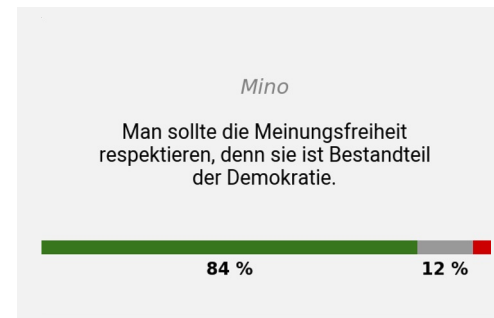 Mino
Man sollte die Meinungsfreiheit
respektieren, denn sie ist Bestandteil
der Demokratie.
84 % 12 %